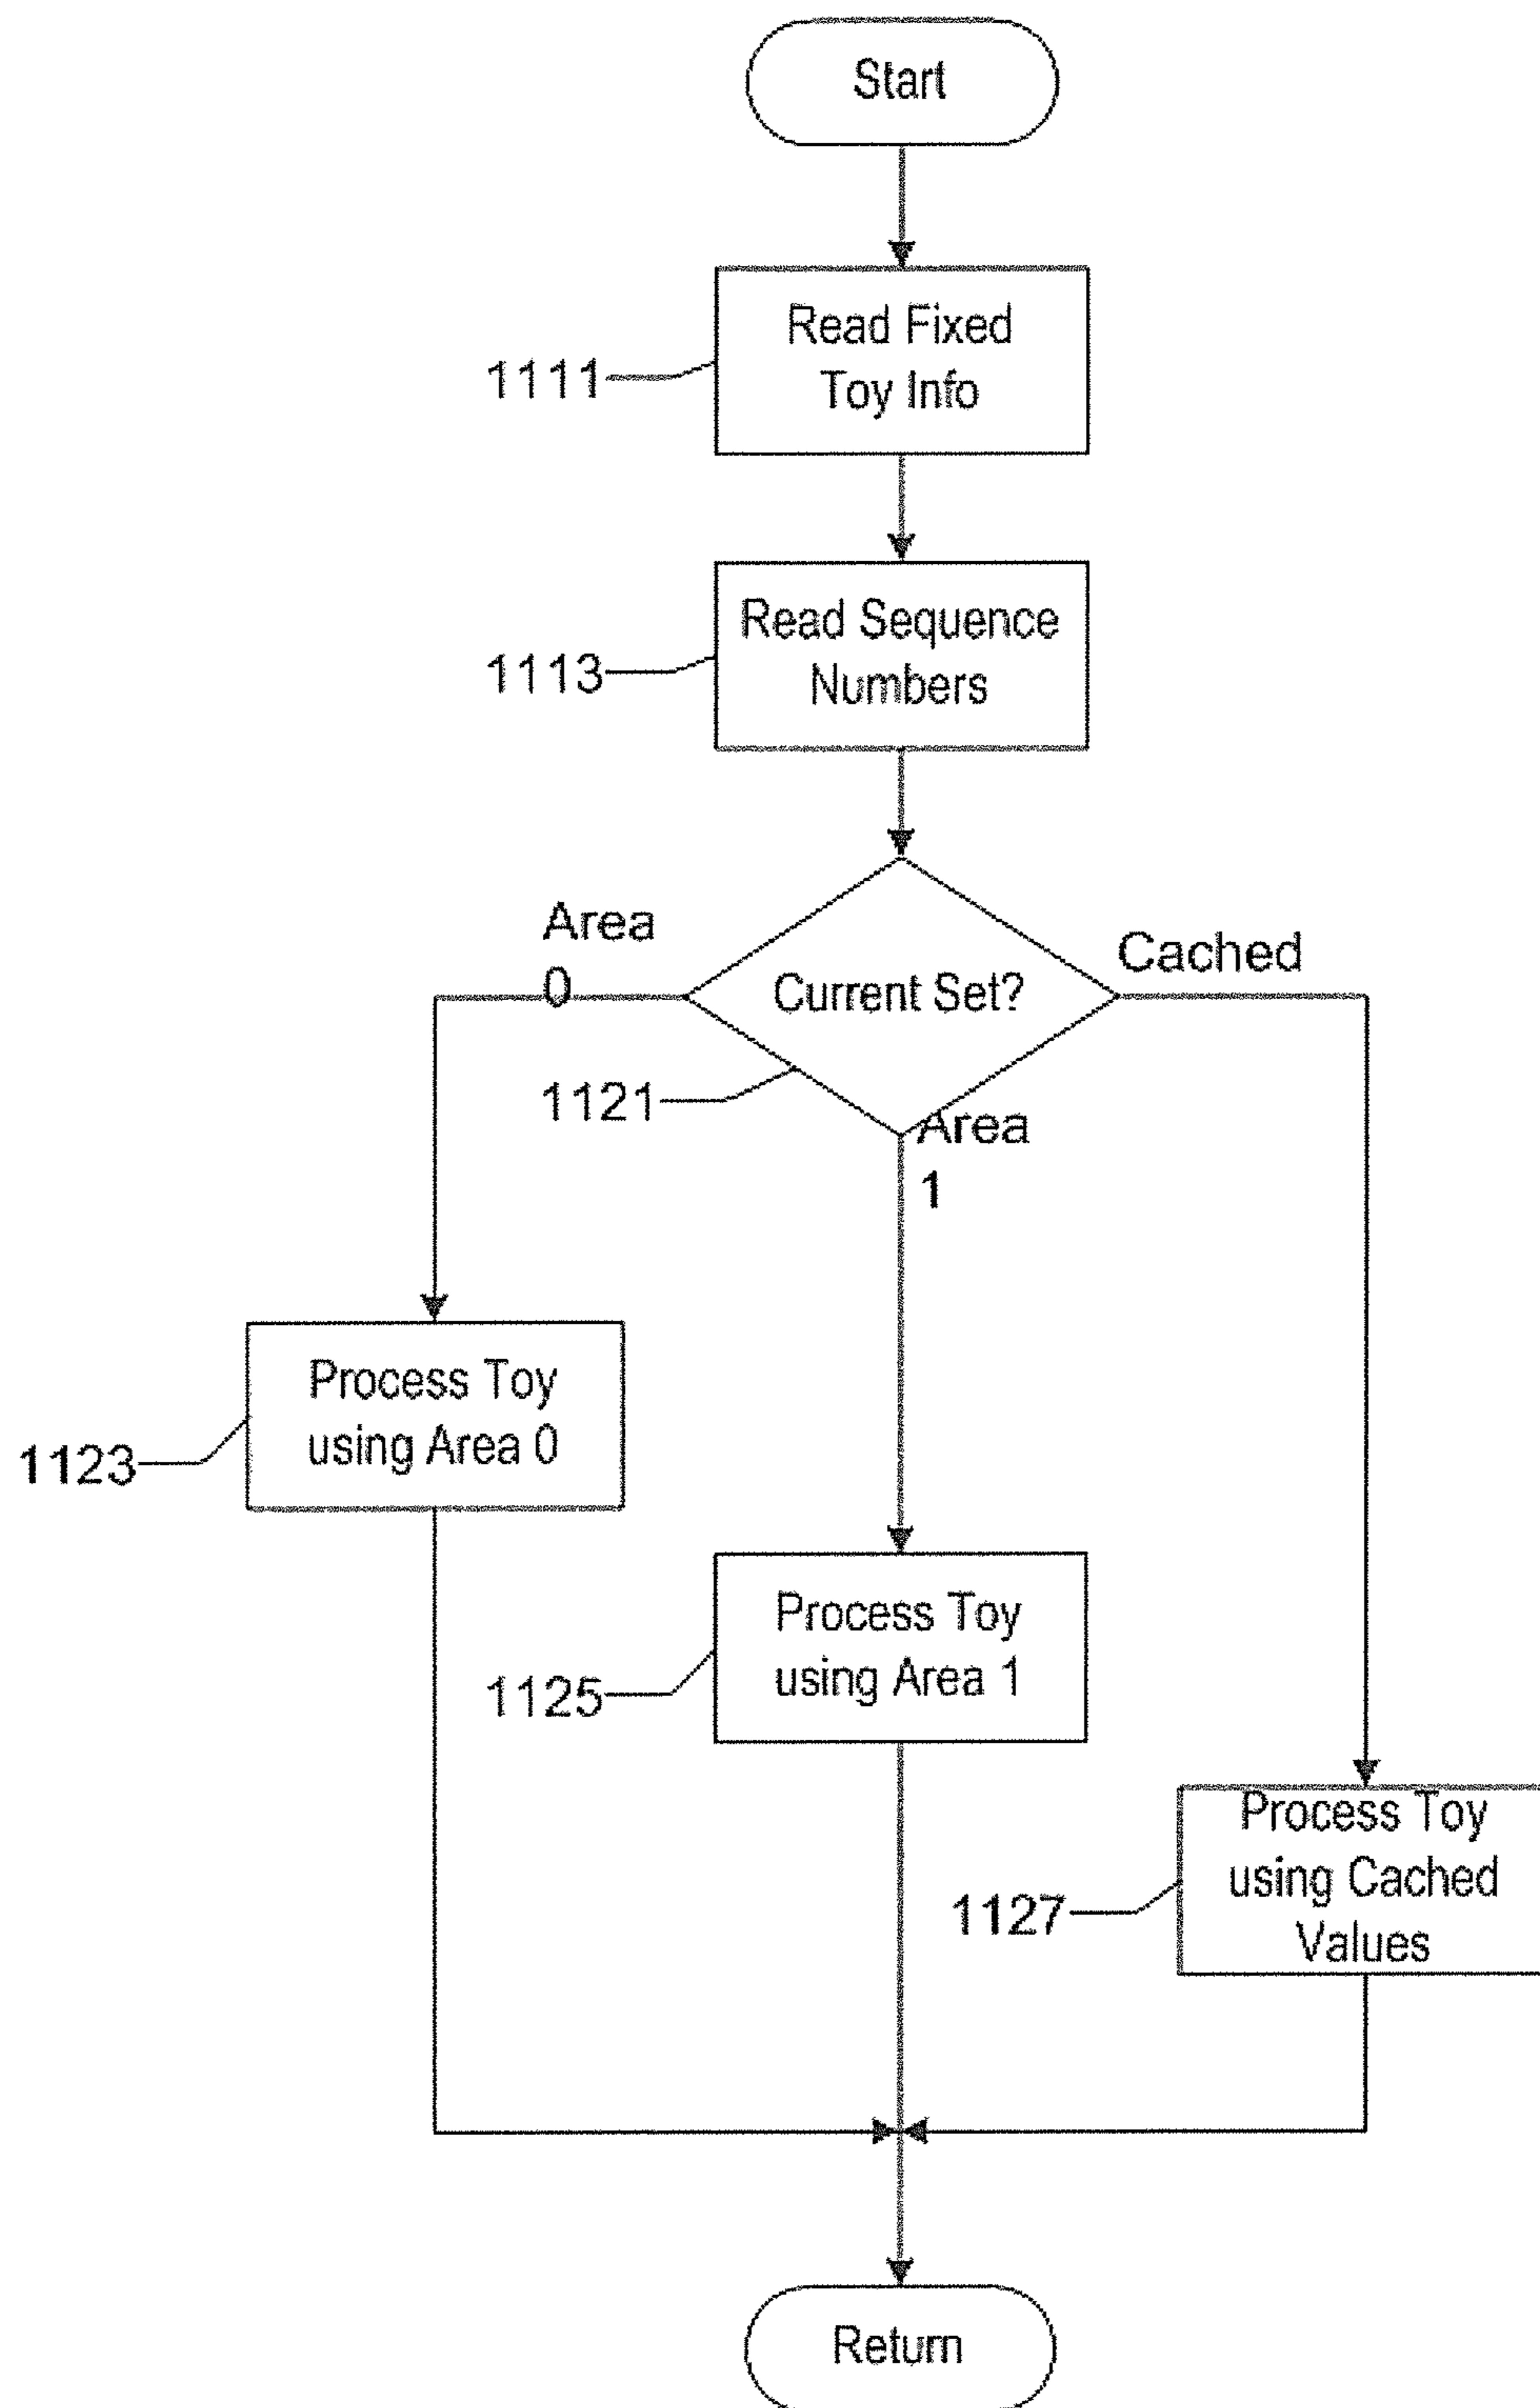 Start
Read Fixed
Toy Info
1111
Read Sequence
Numbers
1113
Area
0
Current Set?
Cached
1121
Area
1
Process Toy
using Area 0
1123
Process Toy
using Area 1
1125
Process Toy
using Cached
Values
1127
Return